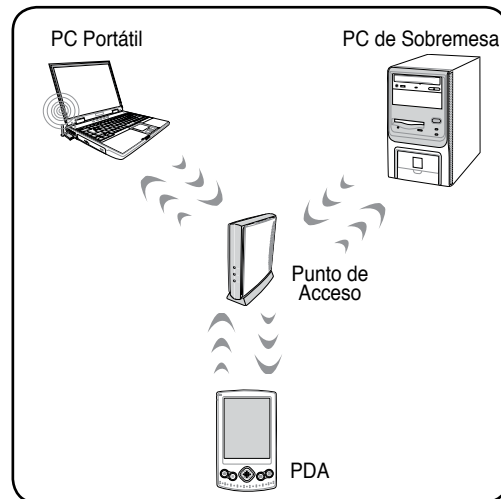 PC Portátil
PC de Sobremesa
Punto de
Acceso
PDA